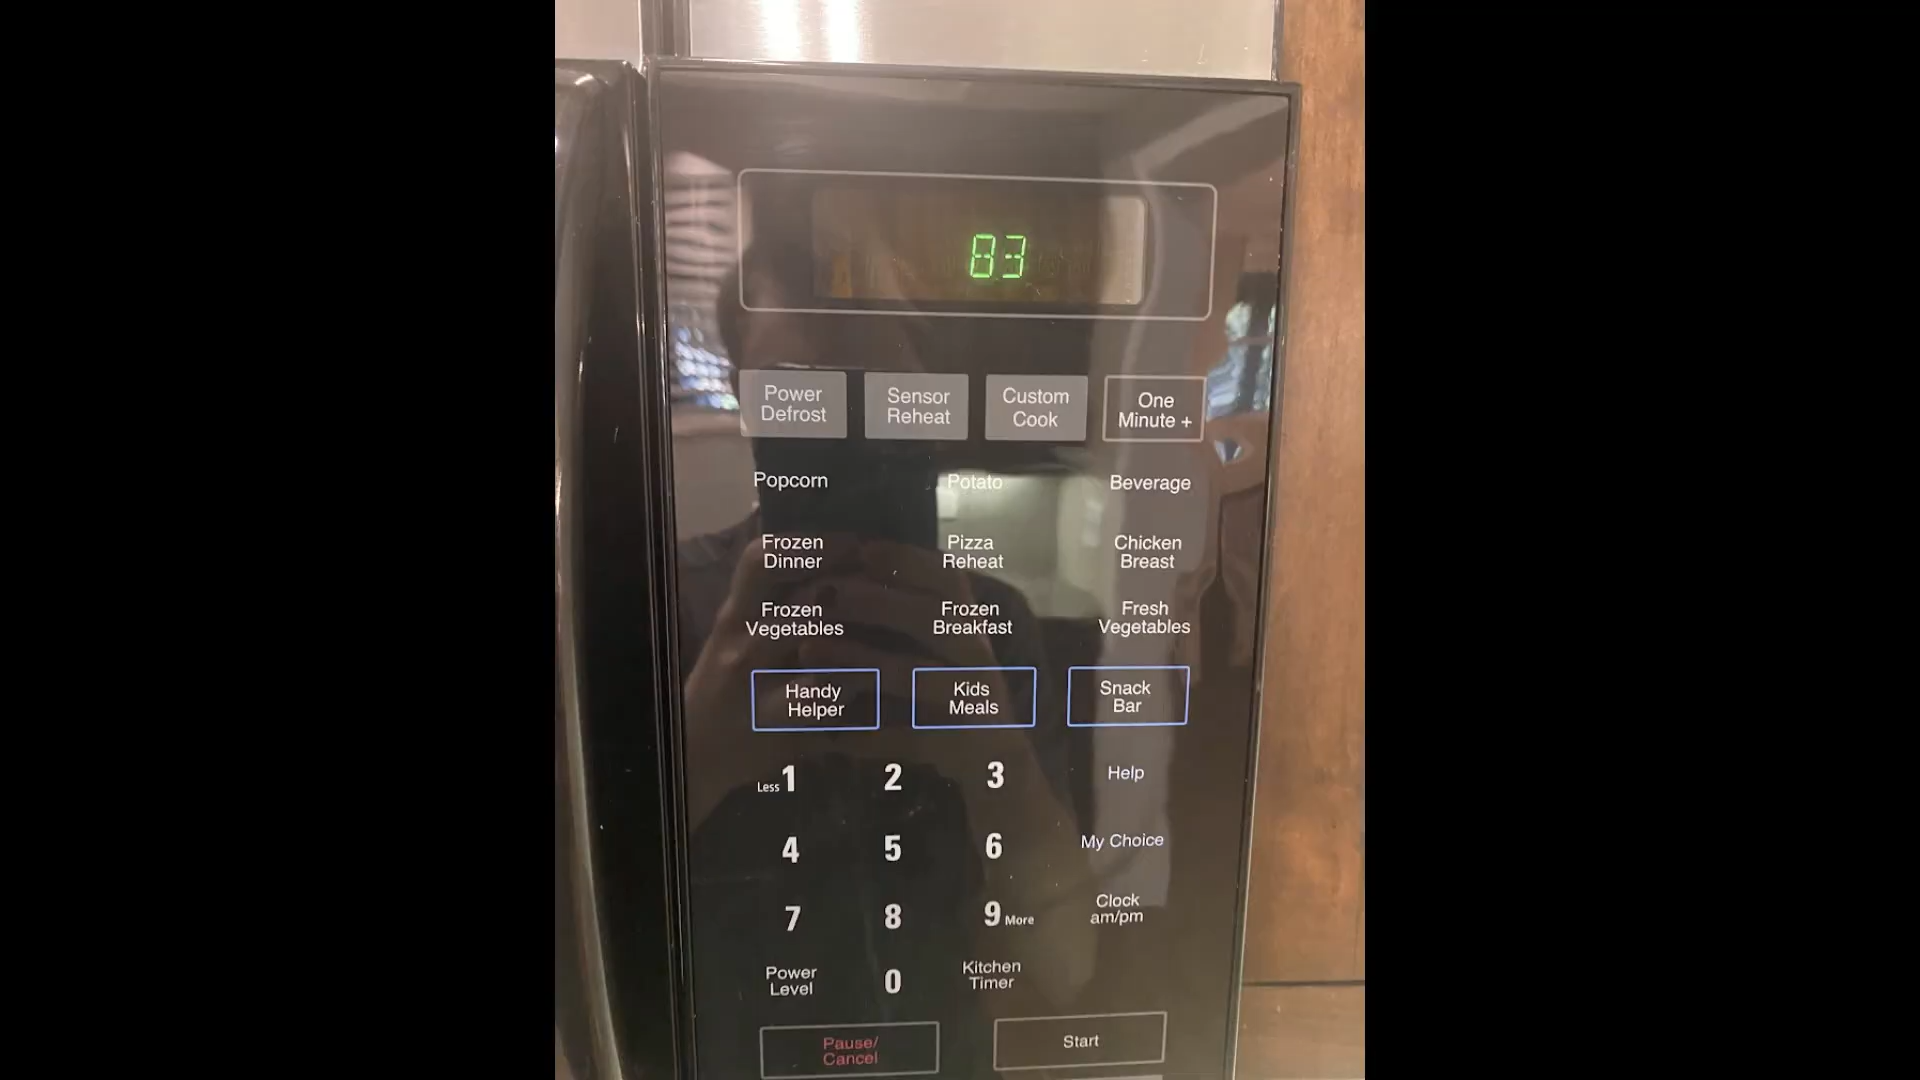 83
Power
Defrost
Sensor
Reheat
Custom
Cook
One
Minute +
Popcorn
Potato
Beverage
Frozen
Dinner
Pizza
Reheat
Chicken
Breast
Frozen
Vegetables
Frozen
Breakfast
Fresh
Vegetables
Handy
Helper
Kids
Meals
Snack
Bar
Less 1
2
3
Help
4
5
6
My Choice
7
8
9 More
Clock
am/pm
Power
Level
0
Kitchen
Timer
Pause/
Cancel
Start